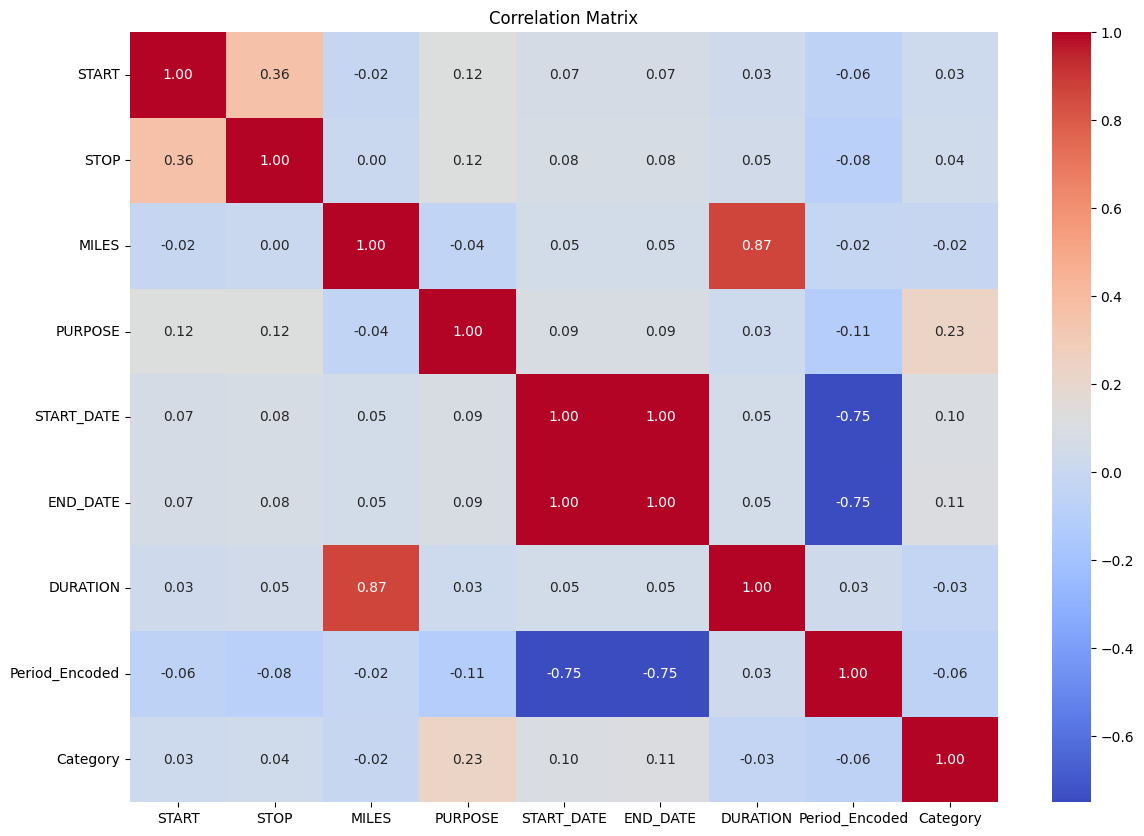 Correlation Matrix
START 1.00 0.36 -0.02 0.12 0.07 0.07 0.03 -0.06 0.03
STOP 0.36 1.00 0.00 0.12 0.08 0.08 0.05 -0.08 0.04
MILES -0.02 0.00 1.00 -0.04 0.05 0.05 0.87 -0.02 -0.02
PURPOSE 0.12 0.12 -0.04 1.00 0.09 0.09 0.03 -0.11 0.23
START_DATE 0.07 0.08 0.05 0.09 1.00 1.00 0.05 -0.75 0.10
END_DATE 0.07 0.08 0.05 0.09 1.00 1.00 0.05 -0.75 0.11
DURATION 0.03 0.05 0.87 0.03 0.05 0.05 1.00 0.03 -0.03
Period_Encoded -0.06 -0.08 -0.02 -0.11 -0.75 -0.75 0.03 1.00 -0.06
Category 0.03 0.04 -0.02 0.23 0.10 0.11 -0.03 -0.06 1.00
START STOP MILES PURPOSE START_DATE END_DATE DURATION Period_Encoded Category
1.0
0.8
0.6
0.4
0.2
0.0
−0.2
−0.4
−0.6